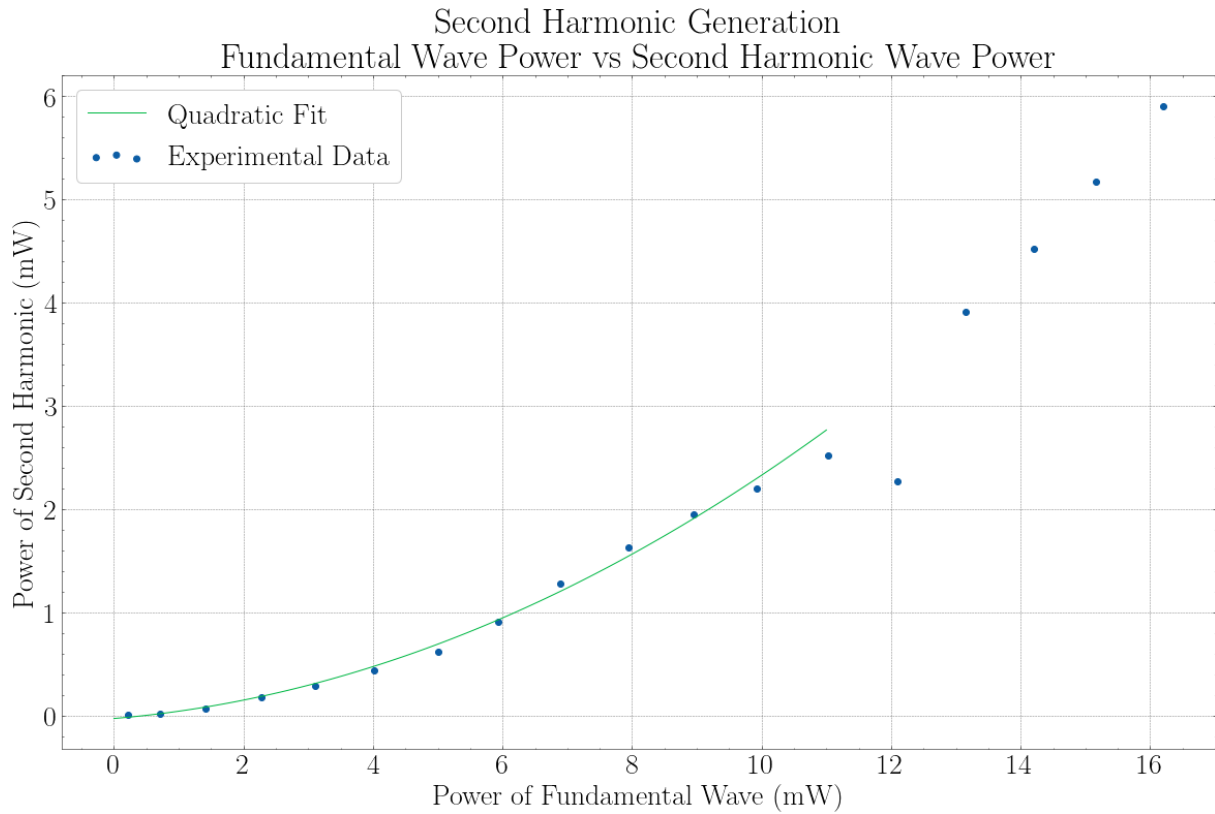 Second Harmonic Generation
Fundamental Wave Power vs Second Harmonic Wave Power
Quadratic Fit
Experimental Data
6
5
4
3
2
1
0
Power of Second Harmonic (mW)
0 2 4 6 8 10 12 14 16
Power of Fundamental Wave (mW)